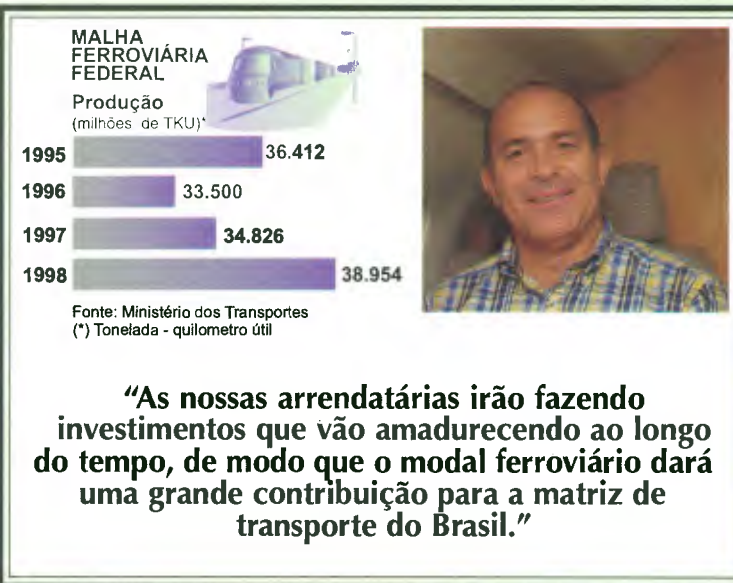 MALHA
FERROVIÁRIA
FEDERAL
Produção
(milhões de TKU)*
1995 36.412
1996 33.500
1997 34.826
1998 38.954
Fonte: Ministério dos Transportes
(*) Tonelada - quilometro útil
“As nossas arrendatárias irão fazendo
investimentos que vão amadurecendo ao longo
do tempo, de modo que o modal ferroviário dará
uma grande contribuição para a matriz de
transporte do Brasil.”